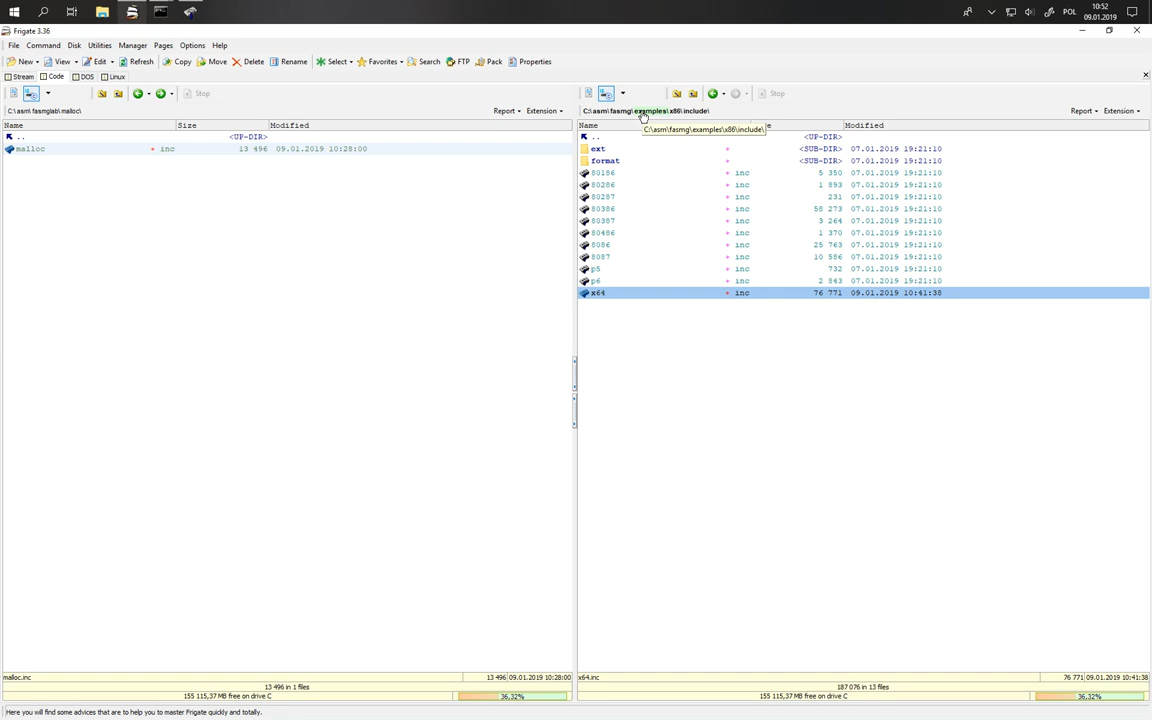 POL
10:52
09.01.2019
Frigate 3.36
File Command Disk Utilities Manager Pages Options Help
New View Edit Refresh Copy Move Delete Rename Select Favorites Search FTP Pack Properties
Stream Code DOS Linux
Stop
Stop
C:\asm\fasmglab\malloc\
Report Extension
C:\asm\fasmg\examples\x86\include\
Report Extension
Name Size Modified
Name e Modified
C:\asm\fasmg\examples\x86\include\
.. <UP-DIR>
malloc inc 13 496 09.01.2019 10:28:00
.. <UP-DIR>
ext <SUB-DIR> 07.01.2019 19:21:10
format <SUB-DIR> 07.01.2019 19:21:10
80186 inc 5 350 07.01.2019 19:21:10
80286 inc 1 893 07.01.2019 19:21:10
80287 inc 231 07.01.2019 19:21:10
80386 inc 58 273 07.01.2019 19:21:10
80387 inc 3 264 07.01.2019 19:21:10
80486 inc 1 370 07.01.2019 19:21:10
8086 inc 25 763 07.01.2019 19:21:10
8087 inc 10 586 07.01.2019 19:21:10
p5 inc 732 07.01.2019 19:21:10
p6 inc 2 843 07.01.2019 19:21:10
x64 inc 76 771 09.01.2019 10:41:38
malloc.inc 13 496 09.01.2019 10:28:00
13 496 in 1 files
155 115,37 MB free on drive C 36,32%
x64.inc 76 771 09.01.2019 10:41:38
187 076 in 13 files
155 115,37 MB free on drive C 36,32%
Here you will find some advices that are to help you to master Frigate quickly and totally.